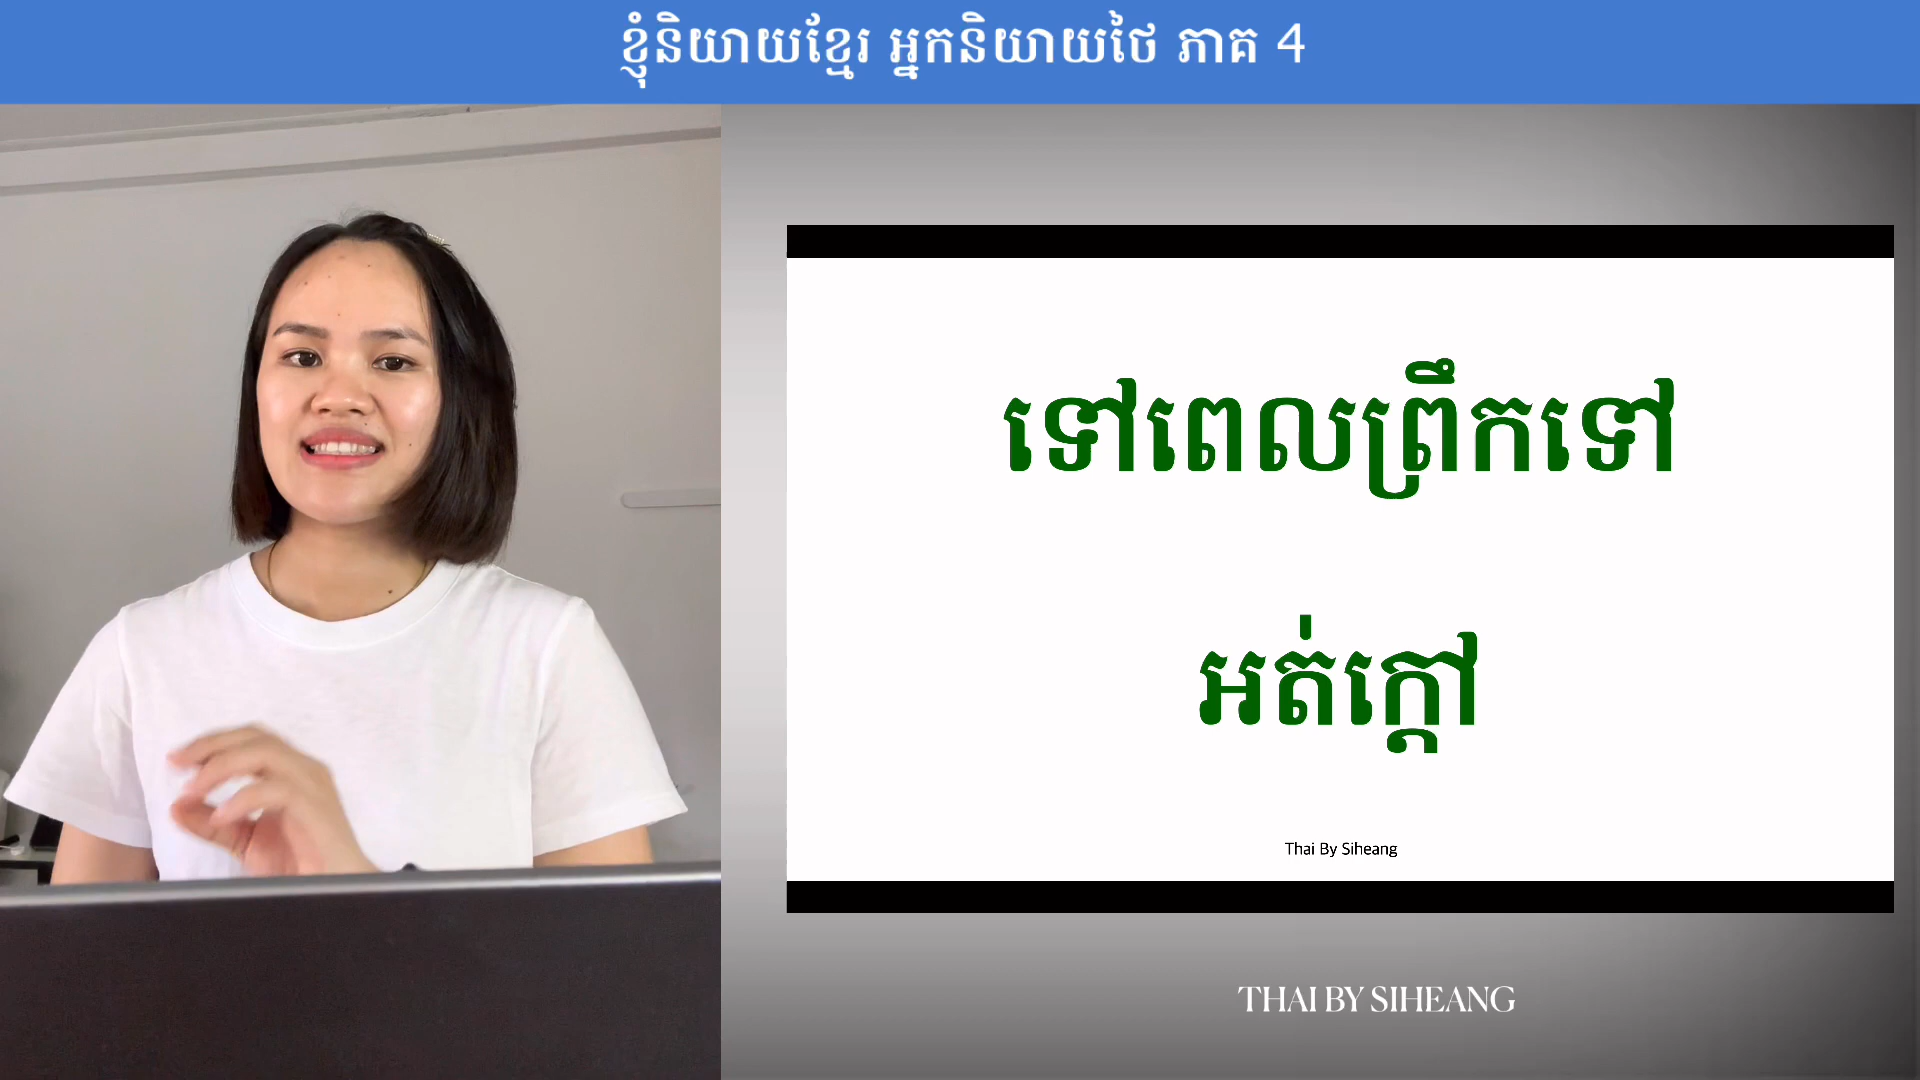 ខ្ញុំនិយាយខ្មែរ អ្នកនិយាយថៃ ភាគ 4
ទៅពេលព្រឹកទៅ
អត់ក្តៅ
Thai By Siheang
THAI BY SIHEANG